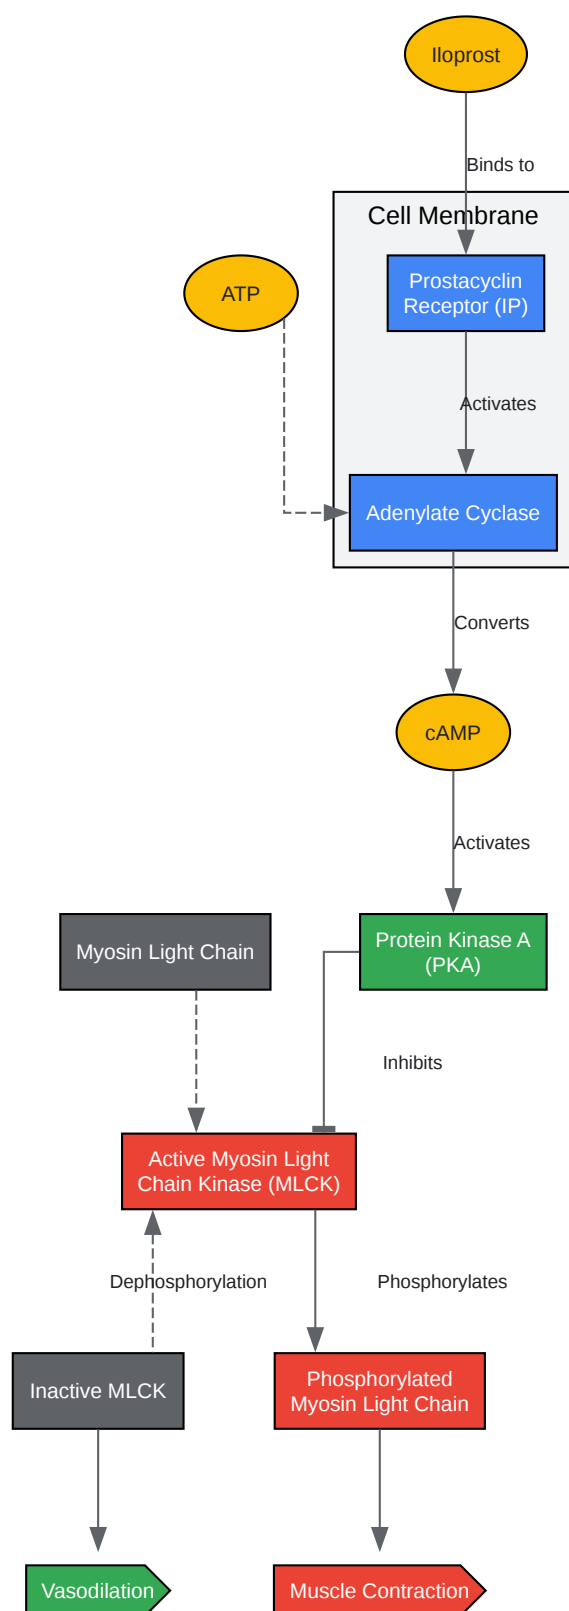 Iloprost
Binds to
Cell Membrane
ATP
Prostacyclin
Receptor (IP)
Activates
Adenylate Cyclase
Converts
cAMP
Activates
Myosin Light Chain
Protein Kinase A
(PKA)
Inhibits
Active Myosin Light
Chain Kinase (MLCK)
Dephosphorylation
Phosphorylates
Inactive MLCK
Phosphorylated
Myosin Light Chain
Vasodilation
Muscle Contraction